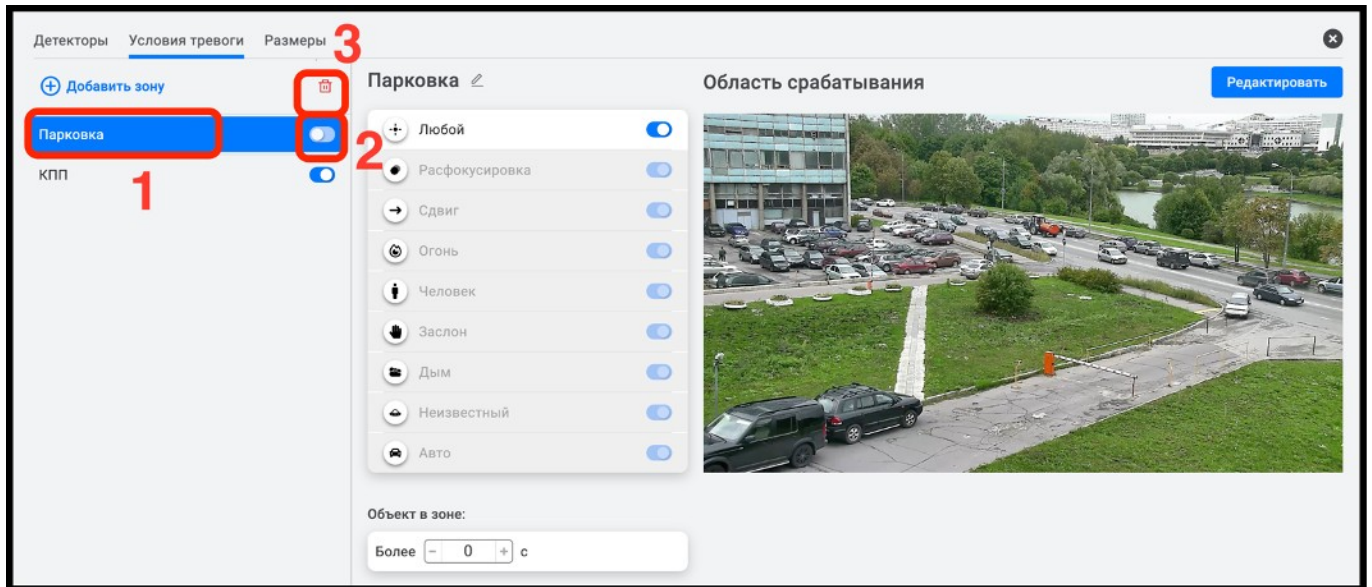 Детекторы Условия тревоги Размеры 3
Добавить зону
Парковка
2
КПП
1
Парковка
Любой
Расфокусировка
Сдвиг
Огонь
Человек
Заслон
Дым
Неизвестный
Авто
Объект в зоне:
Более - 0 + с
Область срабатывания Редактировать